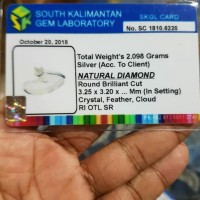 SOUTH KALIMANTAN
GEM LABORATORY
SKGL CARD
No. SC 1810.6226
October 20, 2018
Total Weight's 2.098 Grams
Silver (Acc. To Client)
NATURAL DIAMOND
Round Brilliant Cut
3.25 x 3.20 x ... Mm (In Setting)
Crystal, Feather, Cloud
RI OTL SR